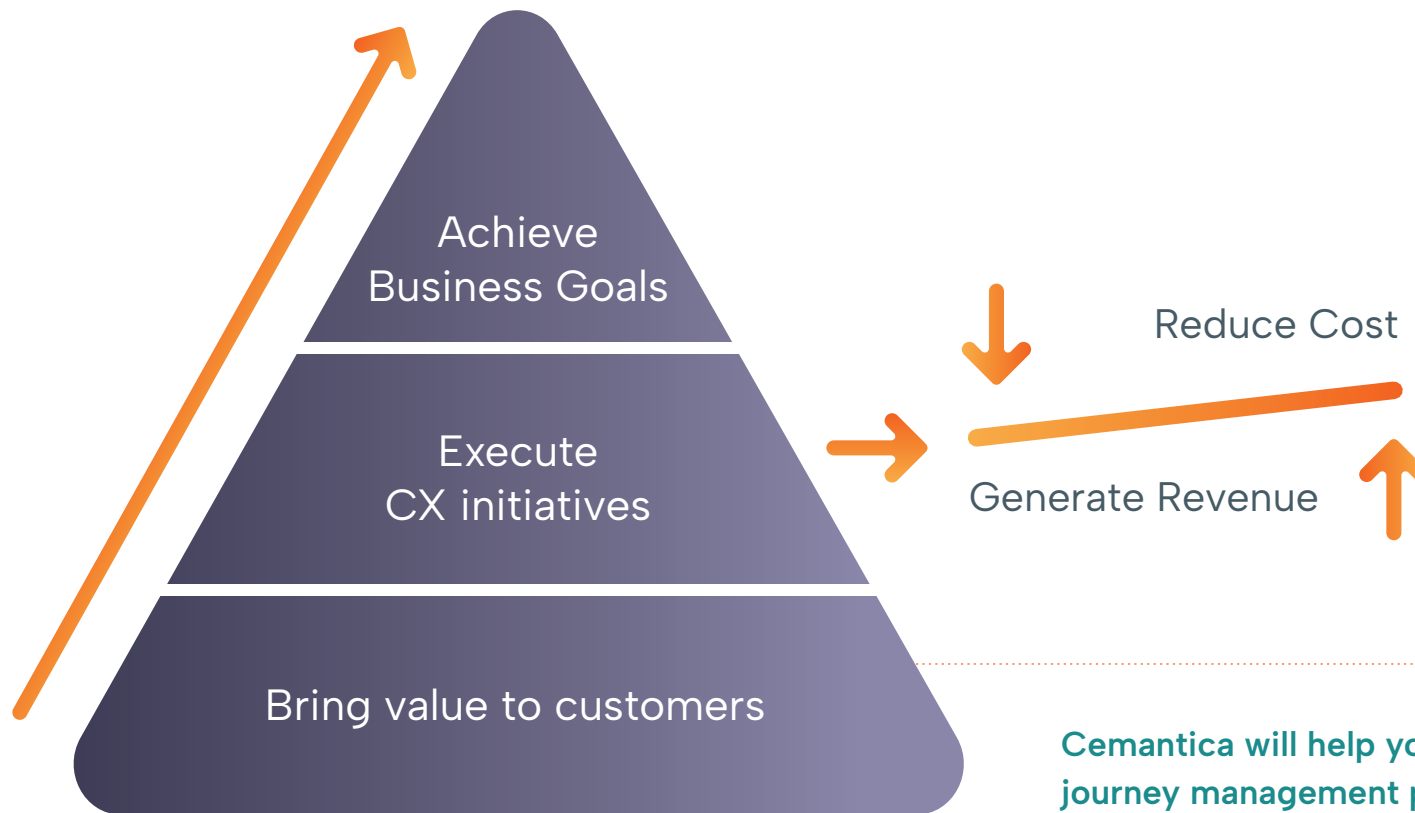 Achieve
Business Goals
Execute
CX initiatives
Bring value to customers
Reduce Cost
Generate Revenue
Cemantica will help
journey management